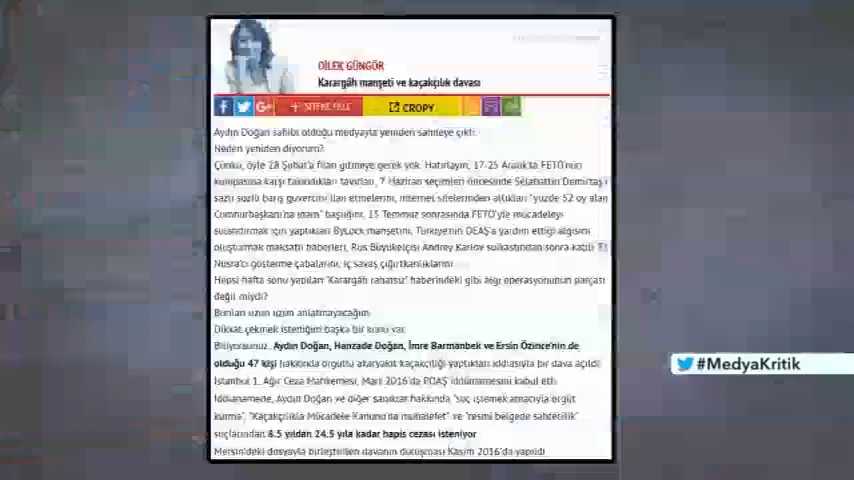 DİLEK GÜNGÖR
Karargâh manşeti ve kaçakçılık davası
SİTENE EKLE
CROPY
Aydın Doğan sahibi olduğu medyayla yeniden sahneye çıktı.
Neden yeniden diyorum?
Çünkü, öyle 28 Şubat'a filan gitmeye gerek yok. Hatırlayın, 17-25 Aralık'ta FETÖ'nün
kumpasına karşı takındıkları tavırları, 7 Haziran seçimleri öncesinde Selahattin Demirtaş'ı
sazlı sözlü barış güvercini ilan etmelerini, internet sitelerinden attıkları "yüzde 52 oy alan
Cumhurbaşkanı'na idam" başlığını, 15 Temmuz sonrasında FETÖ'yle mücadeleyi
sulandırmak için yaptıkları ByLock manşetini, Türkiye'nin DEAŞ'a yardım ettiği algısını
oluşturmak maksatlı haberleri, Rus Büyükelçisi Andrey Karlov suikastından sonra katili 'El
Nusra'cı gösterme çabalarını, iç savaş çığırtkanlıklarını
Hepsi hafta sonu yapılan 'Karargâh rahatsız' haberindeki gibi algı operasyonunun parçası
değil miydi?
Bunları uzun uzun anlatmayacağım.
Dikkat çekmek istediğim başka bir konu var.
Biliyorsunuz, Aydın Doğan, Hanzade Doğan, İmre Barmanbek ve Ersin Özince'nin de
olduğu 47 kişi hakkında örgütlü akaryakıt kaçakçılığı yaptıkları iddiasıyla bir dava açıldı.
İstanbul 1. Ağır Ceza Mahkemesi, Mart 2016'da POAŞ iddianamesini kabul etti.
İddianamede, Aydın Doğan ve diğer sanıklar hakkında "suç işlemek amacıyla örgüt
kurma", "Kaçakçılıkla Mücadele Kanunu'na muhalefet" ve "resmi belgede sahtecilik"
suçlarından 8.5 yıldan 24.5 yıla kadar hapis cezası isteniyor
Mersin'deki dosyayla birleştirilen davanın duruşması Kasım 2016'da yapıldı
#MedyaKritik